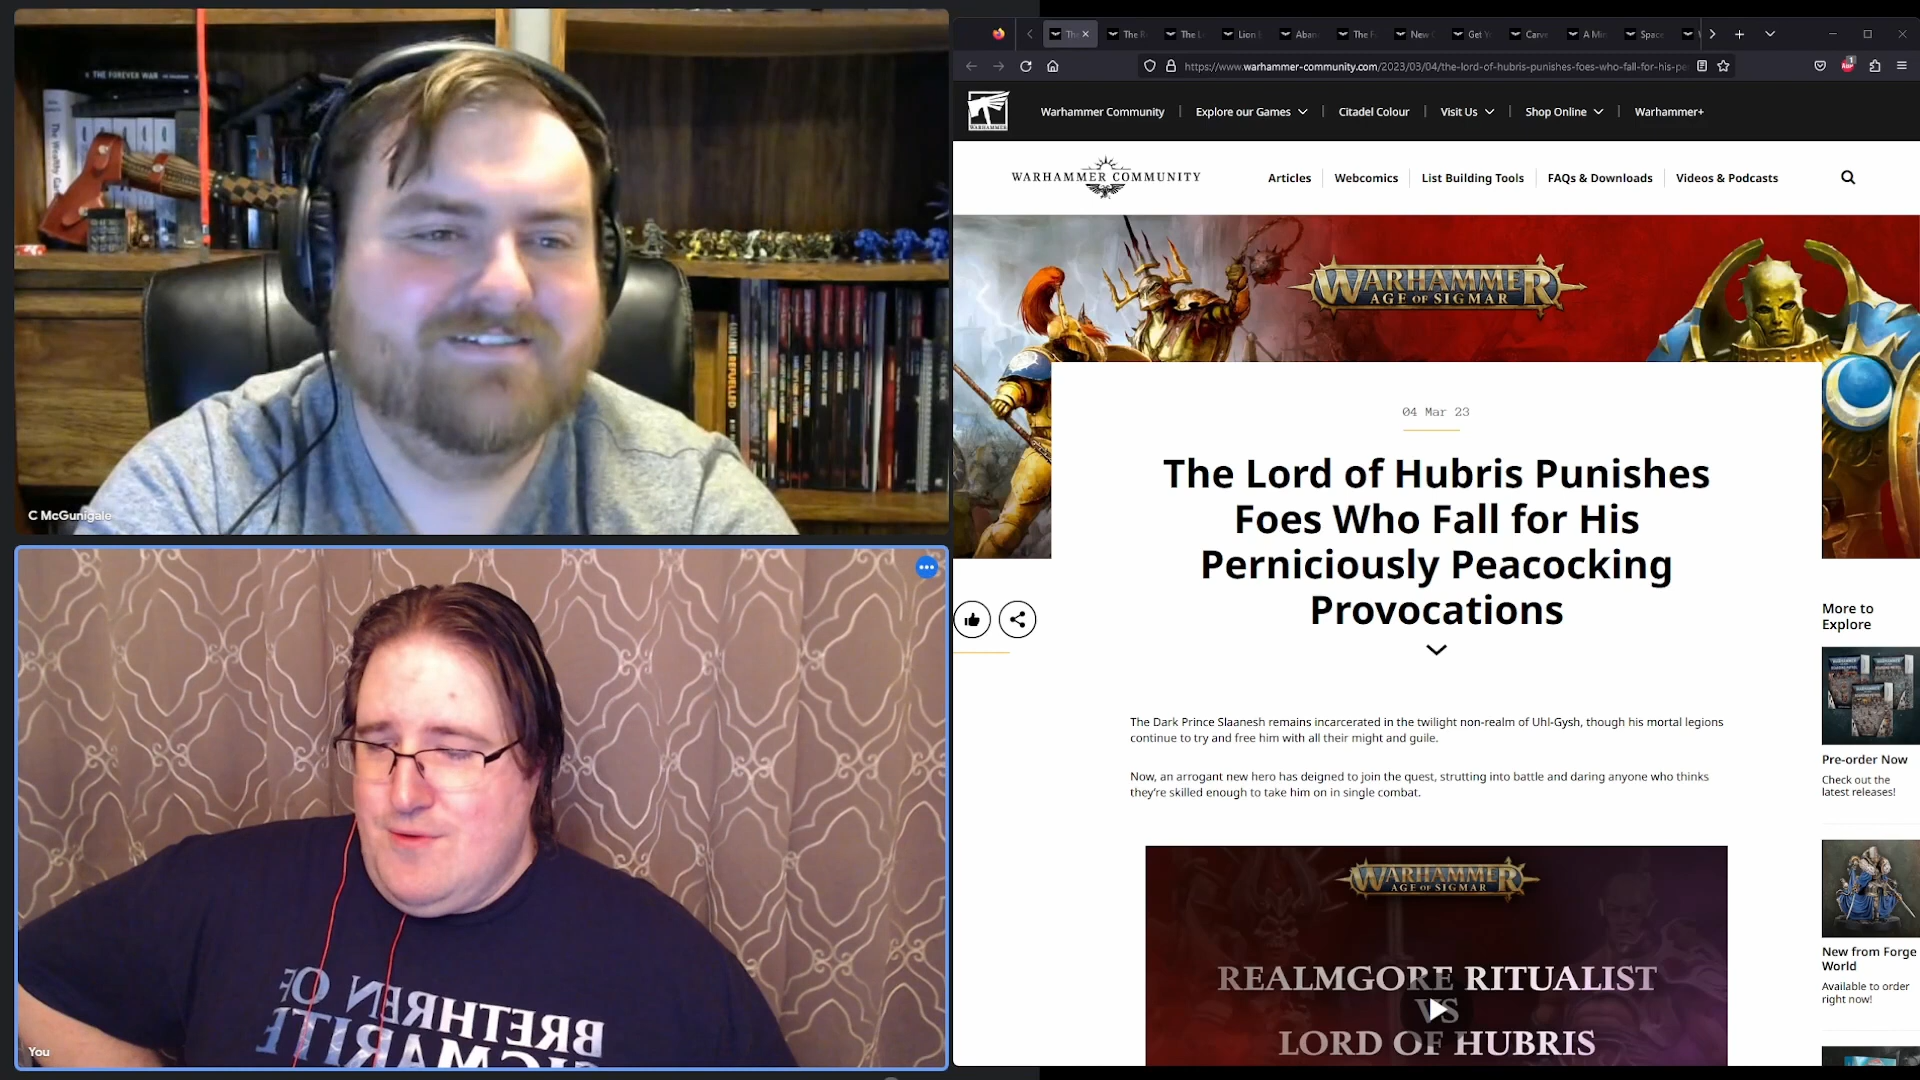 THE FOREVER WAR
C McGunigale
BRETHREN OF
SIGMARITE
You
https://www.warhammer-community.com/2023/03/04/the-lord-of-hubris-punishes-foes-who-fall-for-his-pe
WARHAMMER
Warhammer Community
Explore our Games
Citadel Colour
Visit Us
Shop Online
Warhammer+
WARHAMMER COMMUNITY
Articles
Webcomics
List Building Tools
FAQs & Downloads
Videos & Podcasts
WARHAMMER
AGE OF SIGMAR
04 Mar 23
The Lord of Hubris Punishes
Foes Who Fall for His
Perniciously Peacocking
Provocations
The Dark Prince Slaanesh remains incarcerated in the twilight non-realm of Uhl-Gysh, though his mortal legions
continue to try and free him with all their might and guile.
Now, an arrogant new hero has deigned to join the quest, strutting into battle and daring anyone who thinks
they're skilled enough to take him on in single combat.
WARHAMMER
AGE OF SIGMAR
REALMGORE RITUALIST
VS
LORD OF HUBRIS
More to
Explore
Pre-order Now
Check out the
latest releases!
New from Forge
World
Available to order
right now!